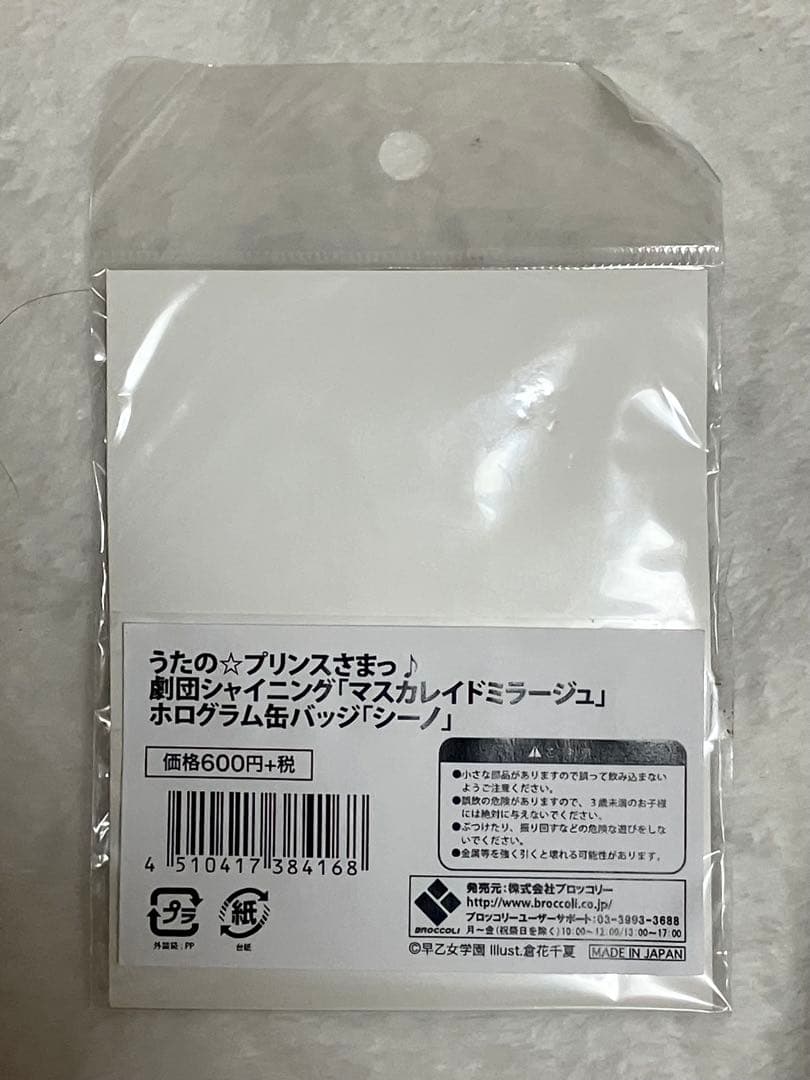 うたの☆プリンスさまっ♪
劇団シャイニング「マスカレイドミラージュ」
ホログラム缶バッジ「シーノ」
価格600円+税
4 510417 384168
プラ
外装袋:PP
紙
台紙
●小さな部品がありますので誤って飲み込まない
ようご注意ください。
●誤飲の危険がありますので、3歳未満のお子様
には絶対に与えないでください。
●ぶつけたり、振り回すなどの危険な遊びをしな
いでください。
●金属等を強く引くと壊れる可能性があります。
BROCCOLI
発売元:株式会社ブロッコリー
http://www.broccoli.co.jp/
ブロッコリーユーザーサポート:03-3993-3688
月~金(祝祭日を除く)10:00~12:00/13:00~17:00
©早乙女学園 Illust.倉花千夏
MADE IN JAPAN